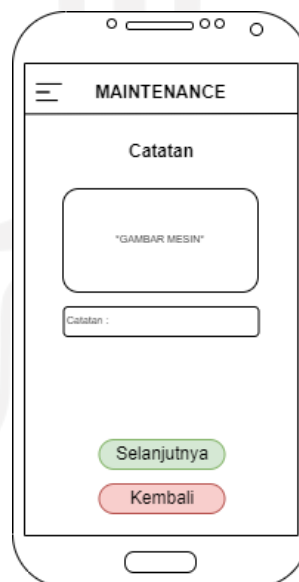 MAINTENANCE
Catatan
"GAMBAR MESIN"
Catatan :
Selanjutnya
Kembali